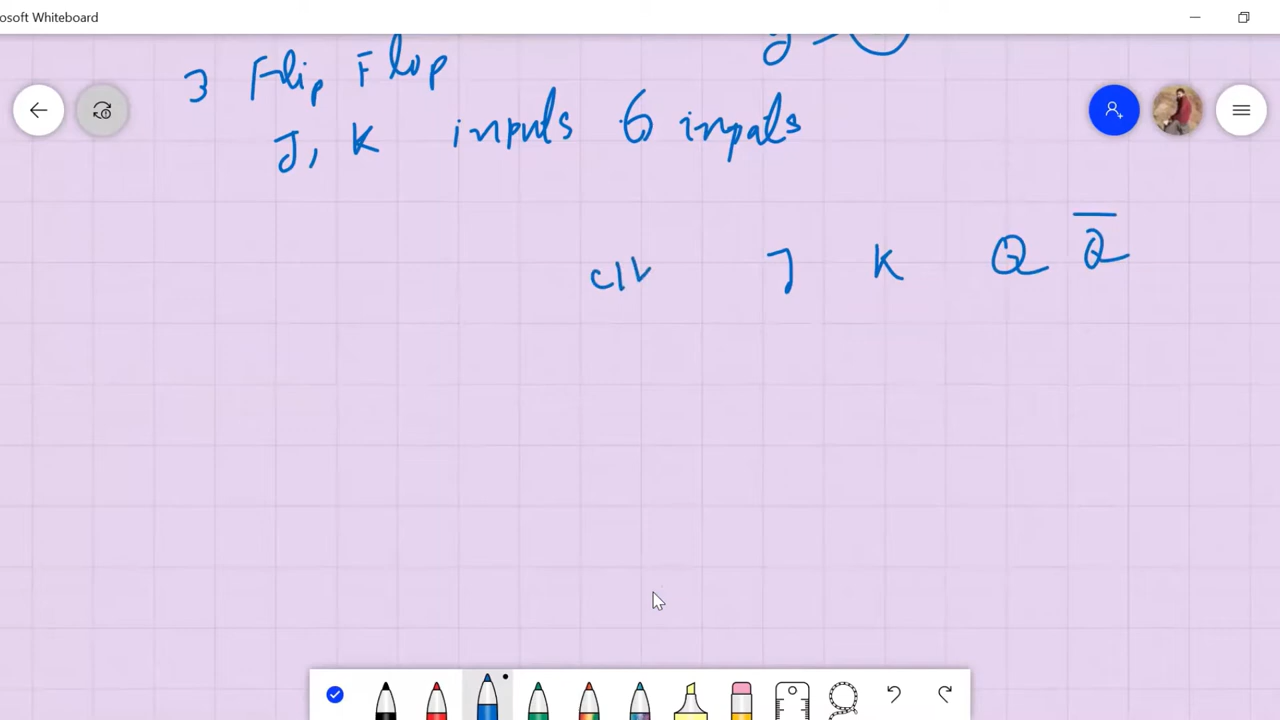 osoft Whiteboard
3 Flip Flop
J, K inputs 6 inputs
clk J K Q Q̅